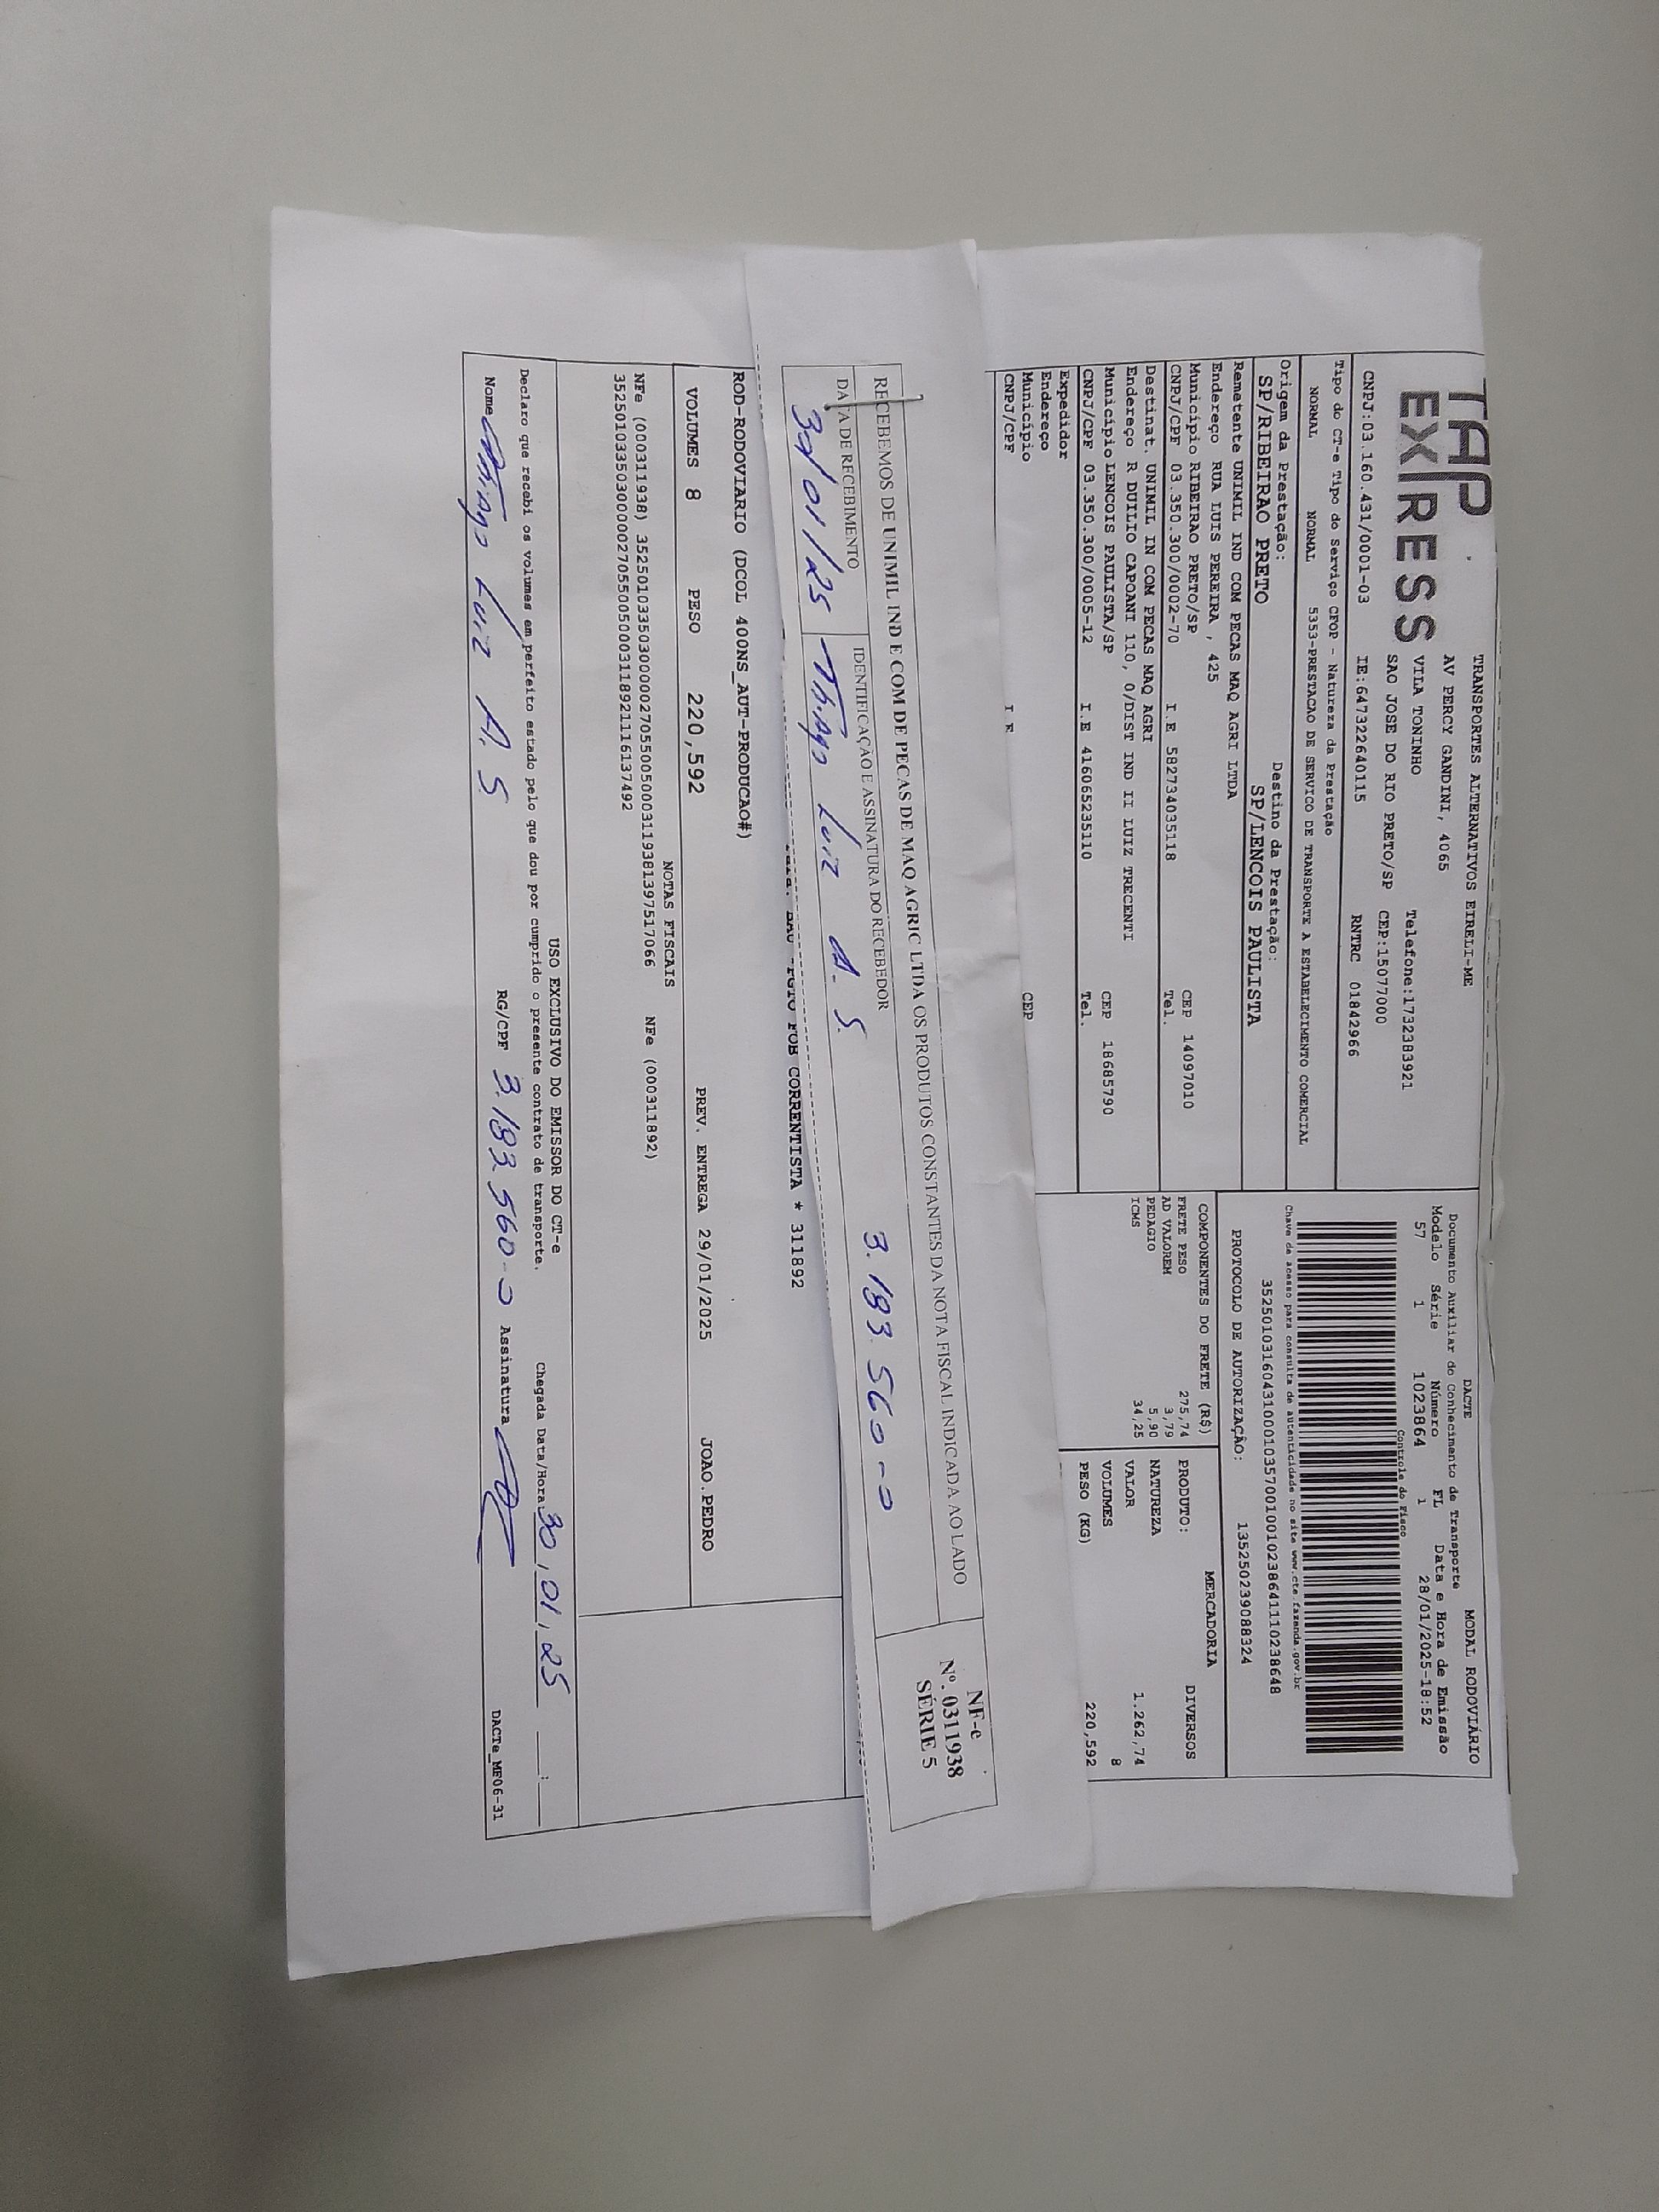 TAP
EXPRESS
TRANSPORTES ALTERNATIVOS EIRELI-ME
AV PERCY GANDINI, 4065
VILA TONINHO Telefone:1732383921
SAO JOSE DO RIO PRETO/SP CEP:15077000
CNPJ:03.160.431/0001-03 IE:647322640115 RNTRC 01842966
Tipo do CT-e Tipo do Serviço CFOP - Natureza da Prestação
NORMAL NORMAL 5353-PRESTACAO DE SERVICO DE TRANSPORTE A ESTABELECIMENTO COMERCIAL
Origem da Prestação: Destino da Prestação:
SP/RIBEIRAO PRETO SP/LENCOIS PAULISTA
Remetente UNIMIL IND COM PECAS MAQ AGRI LTDA
Endereço RUA LUIS PEREIRA , 425
Município RIBEIRAO PRETO/SP CEP 14097010
CNPJ/CPF 03.350.300/0002-70 I.E 582734035118 Tel.
Destinat. UNIMIL IN COM PECAS MAQ AGRI
Endereço R DUILIO CAPOANI 110, 0/DIST IND II LUIZ TRECENTI
Município LENCOIS PAULISTA/SP CEP 18685790
CNPJ/CPF 03.350.300/0005-12 I.E 416065235110 Tel.
Expedidor
Endereço
Município CEP
CNPJ/CPF I E
DACTE MODAL RODOVIÁRIO
Documento Auxiliar do Conhecimento de Transporte
Modelo Série Número FL Data e Hora de Emissão
57 1 1023864 1 28/01/2025-18:52
Controle do Fisco
Chave de acesso para consulta de autenticidade no site www.cte.fazenda.gov.br
35250103160431000103570010010238641110238648
PROTOCOLO DE AUTORIZAÇÃO: 135250239088324
COMPONENTES DO FRETE (R$)
FRETE PESO 275,74
AD VALOREM 3,79
PEDAGIO 5,90
ICMS 34,25
MERCADORIA
PRODUTO: DIVERSOS
NATUREZA
VALOR 1.262,74
VOLUMES 8
PESO (KG) 220,592
RECEBEMOS DE UNIMIL IND E COM DE PECAS DE MAQ AGRIC LTDA OS PRODUTOS CONSTANTES DA NOTA FISCAL INDICADA AO LADO
DATA DE RECEBIMENTO IDENTIFICAÇÃO E ASSINATURA DO RECEBEDOR
30/01/25 Thiago Luiz A. S. 3.183.560-0
NF-e
Nº. 0311938
SÉRIE 5
FOB CORRENTISTA * 311892
ROD-RODOVIARIO (DCOL 400NS_AUT-PRODUCAO#)
VOLUMES 8 PESO 220,592 PREV. ENTREGA 29/01/2025 JOAO.PEDRO
NOTAS FISCAIS
NFe (000311938) 35250103350300000270550050003119381397517066 NFe (000311892)
35250103350300000270550050003118921116137492
USO EXCLUSIVO DO EMISSOR DO CT-e
Declaro que recebi os volumes em perfeito estado pelo que dou por cumprido o presente contrato de transporte. Chegada Data/Hora: 30/01/25 __:__
Nome Thiago Luiz A. S. RG/CPF 3.183.560-0 Assinatura DACTe_MF06-31